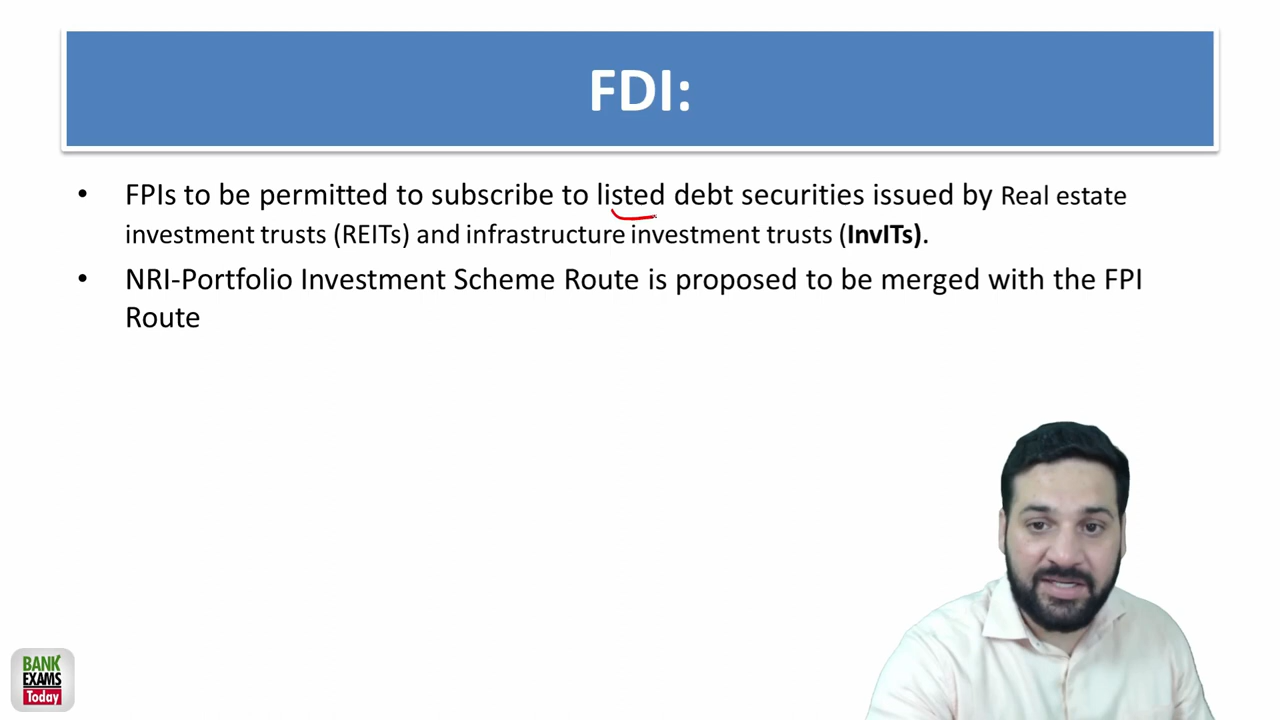 FDI:
• FPIs to be permitted to subscribe to listed debt securities issued by Real estate
investment trusts (REITs) and infrastructure investment trusts (InvITs).
• NRI-Portfolio Investment Scheme Route is proposed to be merged with the FPI
Route
BANK
EXAMS
Today